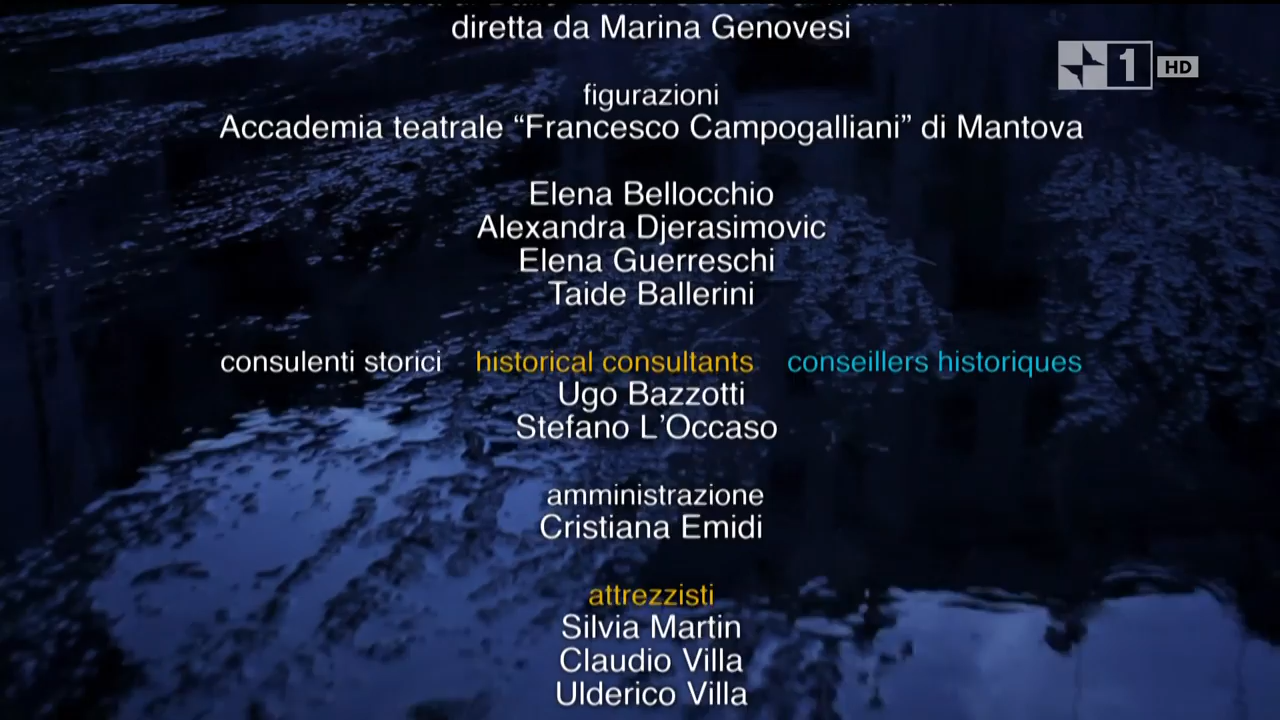 diretta da Marina Genovesi
1 HD
figurazioni
Accademia teatrale “Francesco Campogalliani” di Mantova
Elena Bellocchio
Alexandra Djerasimovic
Elena Guerreschi
Taide Ballerini
consulenti storici historical consultants conseillers historiques
Ugo Bazzotti
Stefano L’Occaso
amministrazione
Cristiana Emidi
attrezzisti
Silvia Martin
Claudio Villa
Ulderico Villa